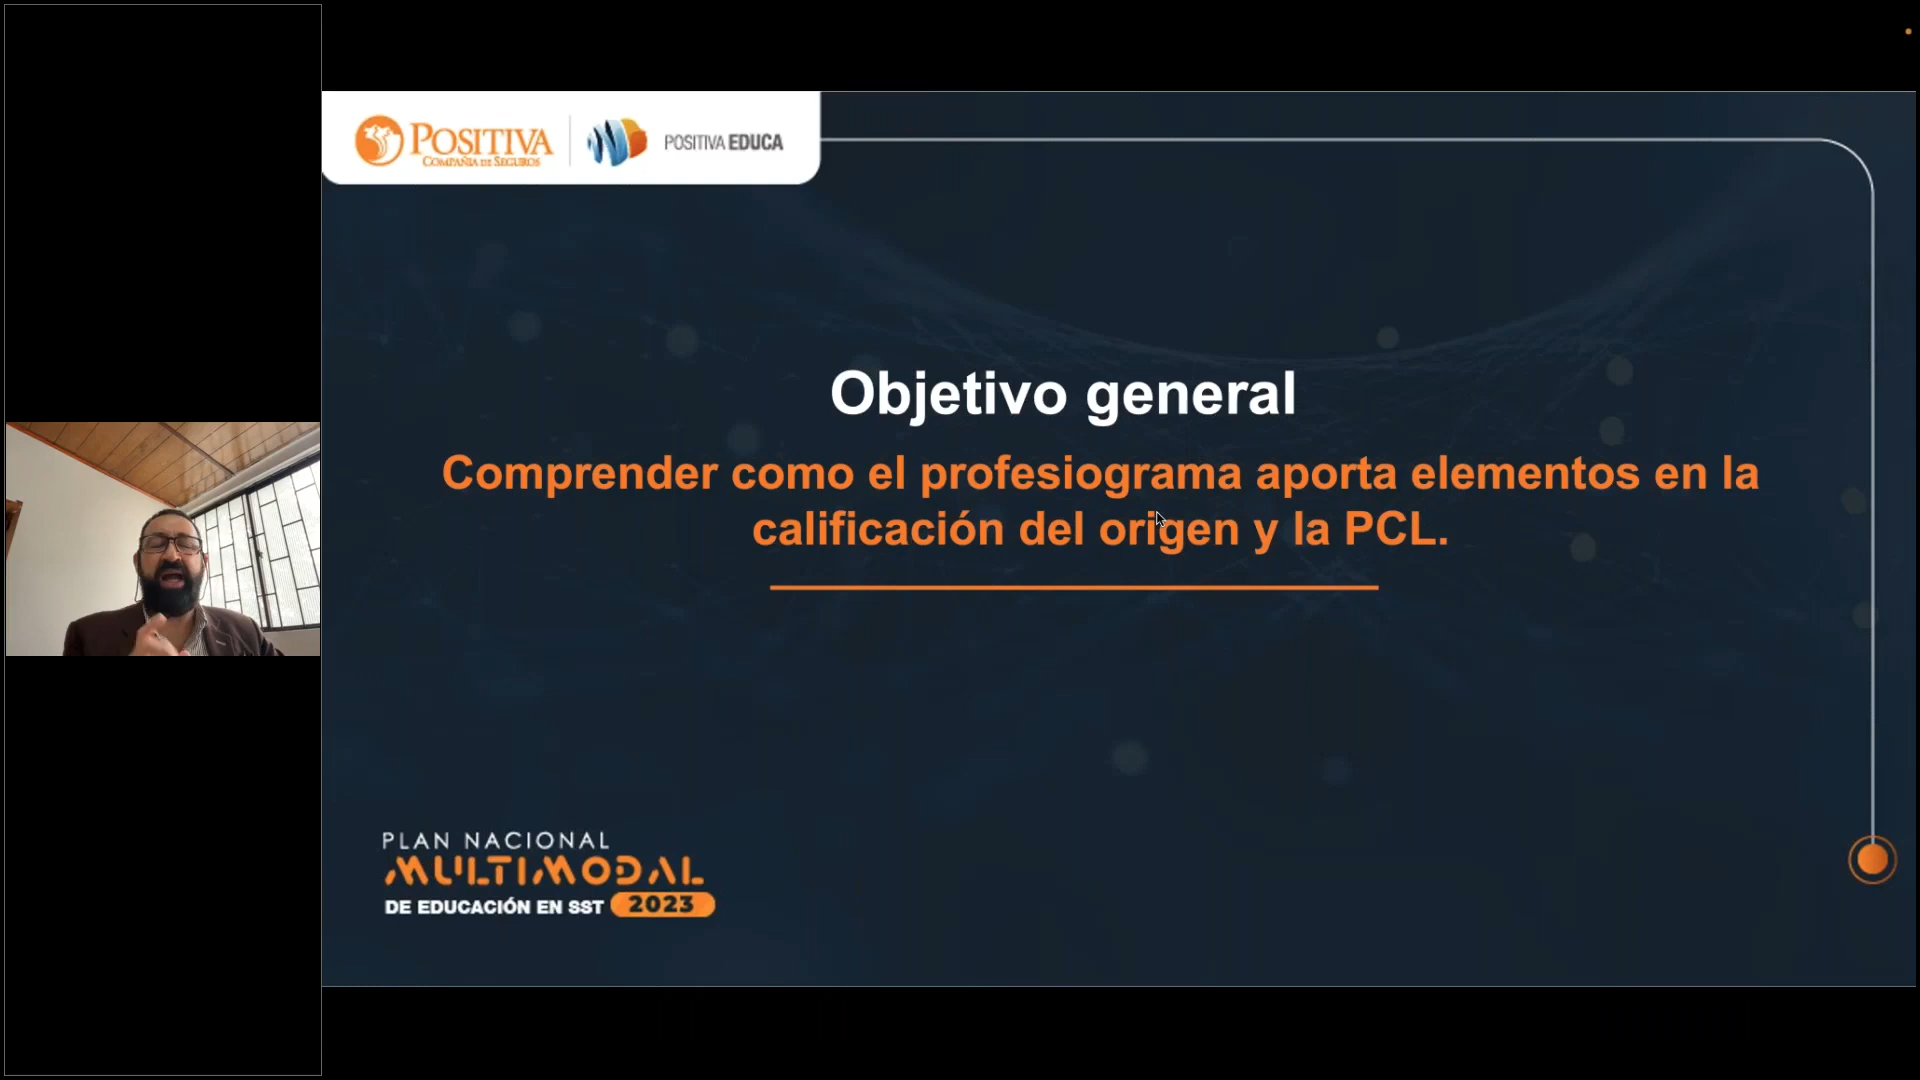 POSITIVA
COMPAÑÍA DE SEGUROS
POSITIVA EDUCA
Objetivo general
Comprender como el profesiograma aporta elementos en la
calificación del origen y la PCL.
PLAN NACIONAL
MULTIMODAL
DE EDUCACIÓN EN SST 2023